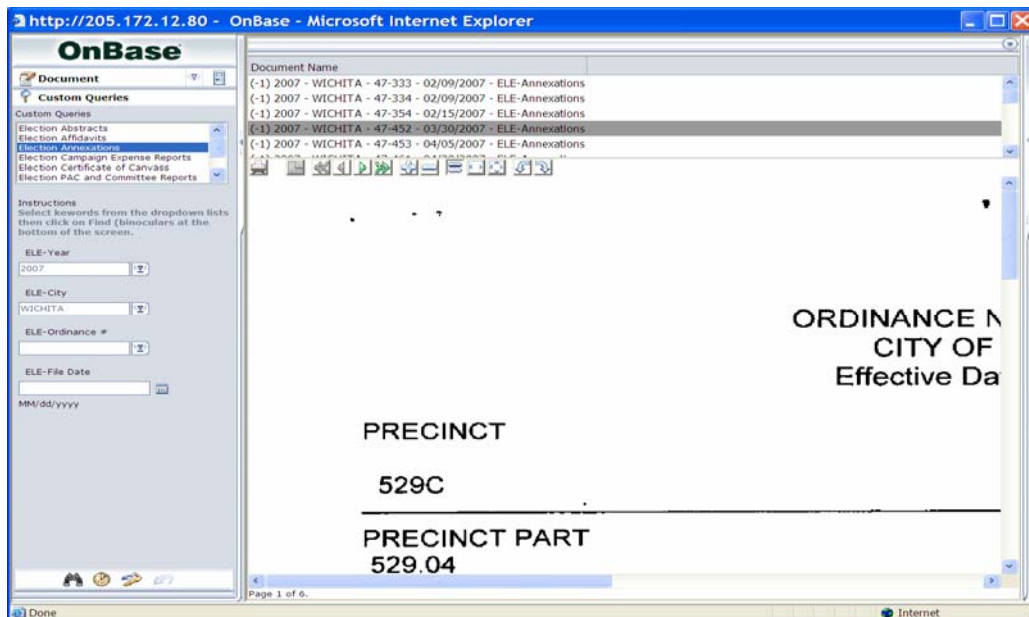 http://205.172.12.80 - OnBase - Microsoft Internet Explorer
OnBase
Document
Custom Queries
Custom Queries
Election Abstracts
Election Affidavits
Election Annexations
Election Campaign Expense Reports
Election Certificate of Canvass
Election PAC and Committee Reports
Instructions
Select kewords from the dropdown lists
then click on Find (binoculars at the
bottom of the screen.
ELE-Year
2007
ELE-City
WICHITA
ELE-Ordinance #
ELE-File Date
MM/dd/yyyy
Document Name
(-1) 2007 - WICHITA - 47-333 - 02/09/2007 - ELE-Annexations
(-1) 2007 - WICHITA - 47-334 - 02/09/2007 - ELE-Annexations
(-1) 2007 - WICHITA - 47-354 - 02/15/2007 - ELE-Annexations
(-1) 2007 - WICHITA - 47-452 - 03/30/2007 - ELE-Annexations
(-1) 2007 - WICHITA - 47-453 - 04/05/2007 - ELE-Annexations
ORDINANCE N
CITY OF
Effective Da
PRECINCT
529C
PRECINCT PART
529.04
Page 1 of 6.
Done
Internet